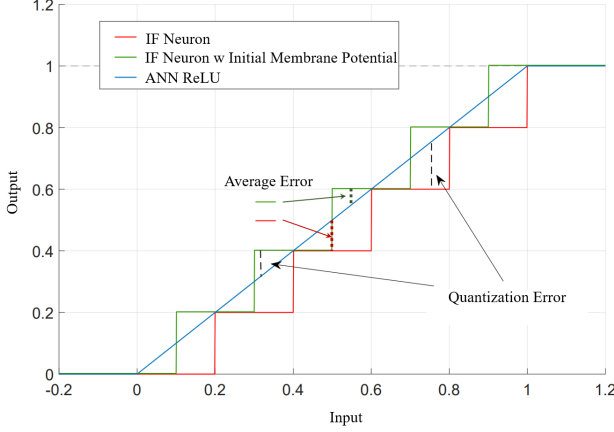 1.2
IF Neuron
IF Neuron w Initial Membrane Potential
ANN ReLU
1
0.8
Average Error
0.6
Output
0.4
Quantization Error
0.2
0
-0.2 0 0.2 0.4 0.6 0.8 1 1.2
Input